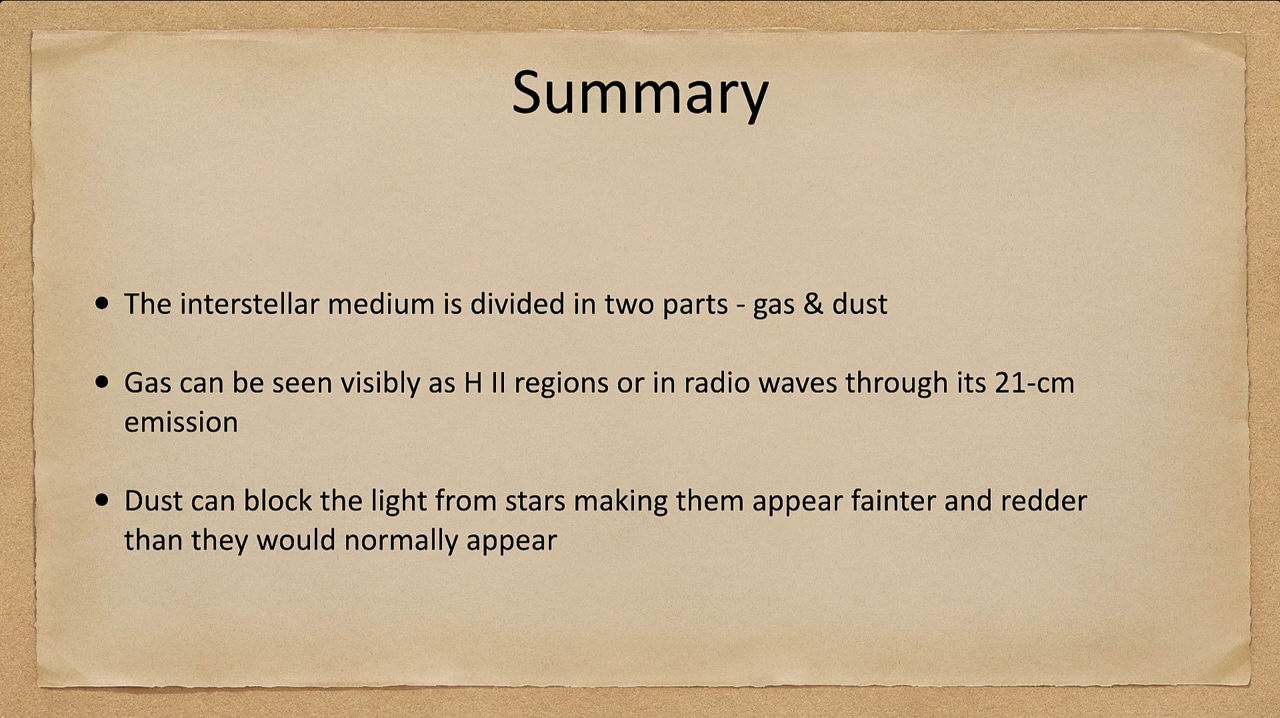 Summary
• The interstellar medium is divided in two parts - gas & dust
• Gas can be seen visibly as H II regions or in radio waves through its 21-cm
emission
• Dust can block the light from stars making them appear fainter and redder
than they would normally appear